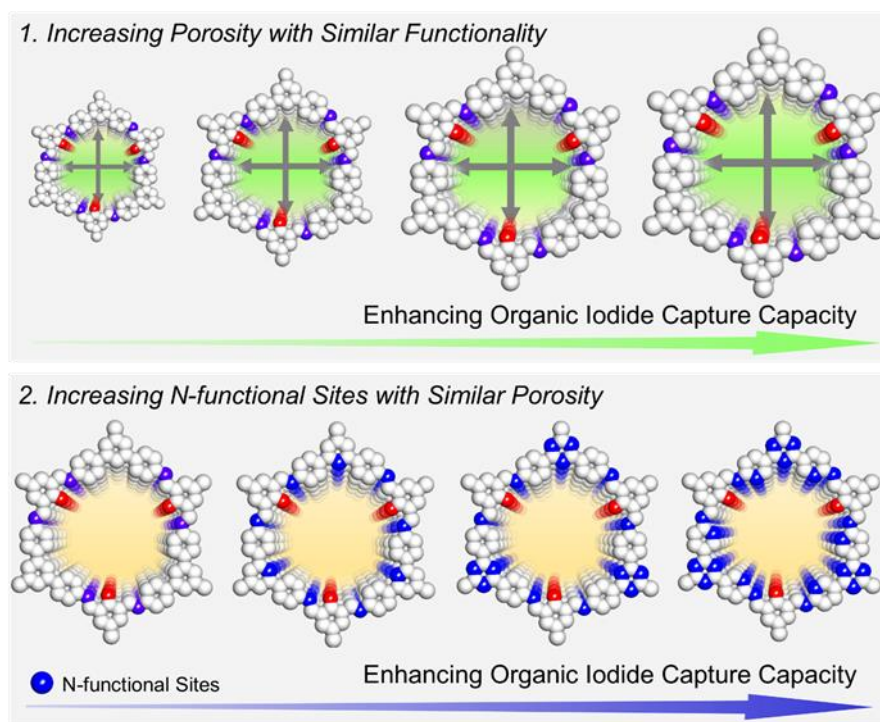 1. Increasing Porosity with Similar Functionality
Enhancing Organic Iodide Capture Capacity
2. Increasing N-functional Sites with Similar Porosity
Enhancing Organic Iodide Capture Capacity
N-functional Sites